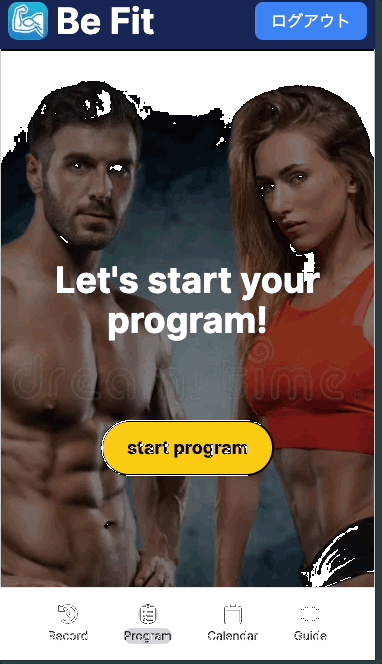 Be Fit
ログアウト
Let's start your
program!
dreamstime
start program
Record
Program
Calendar
Guide